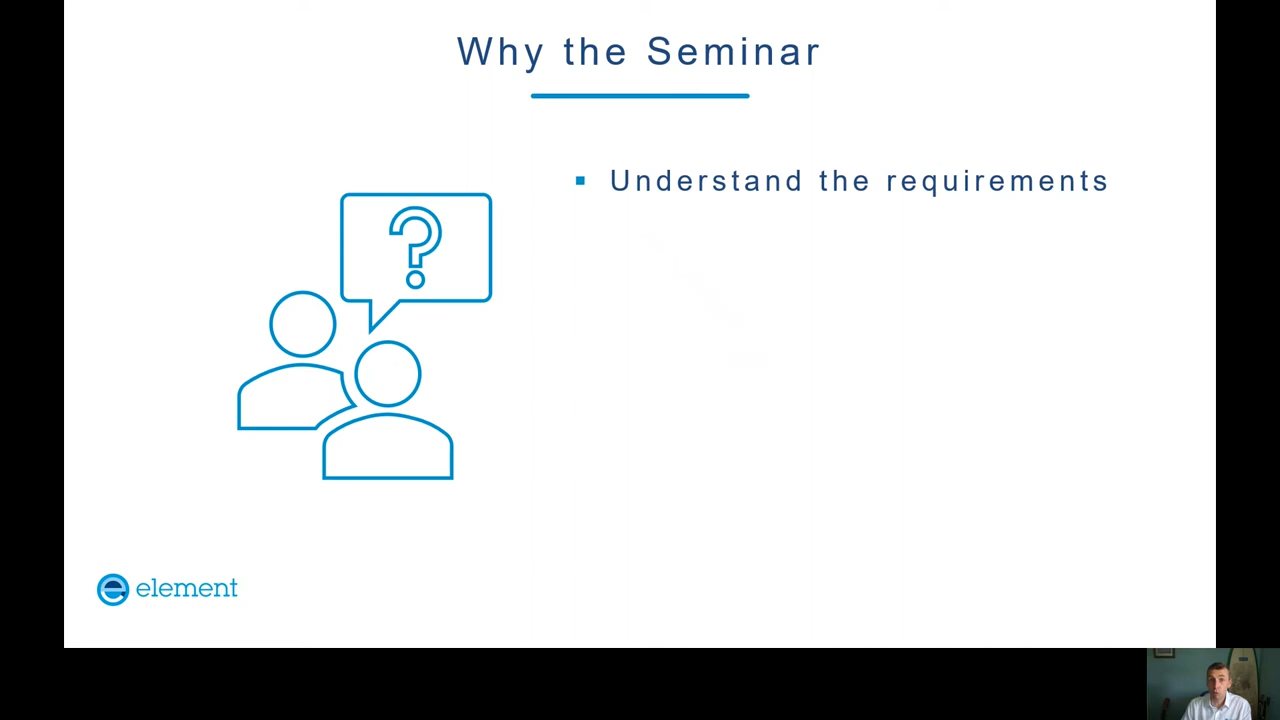 Why the Seminar
Understand the requirements
?
element